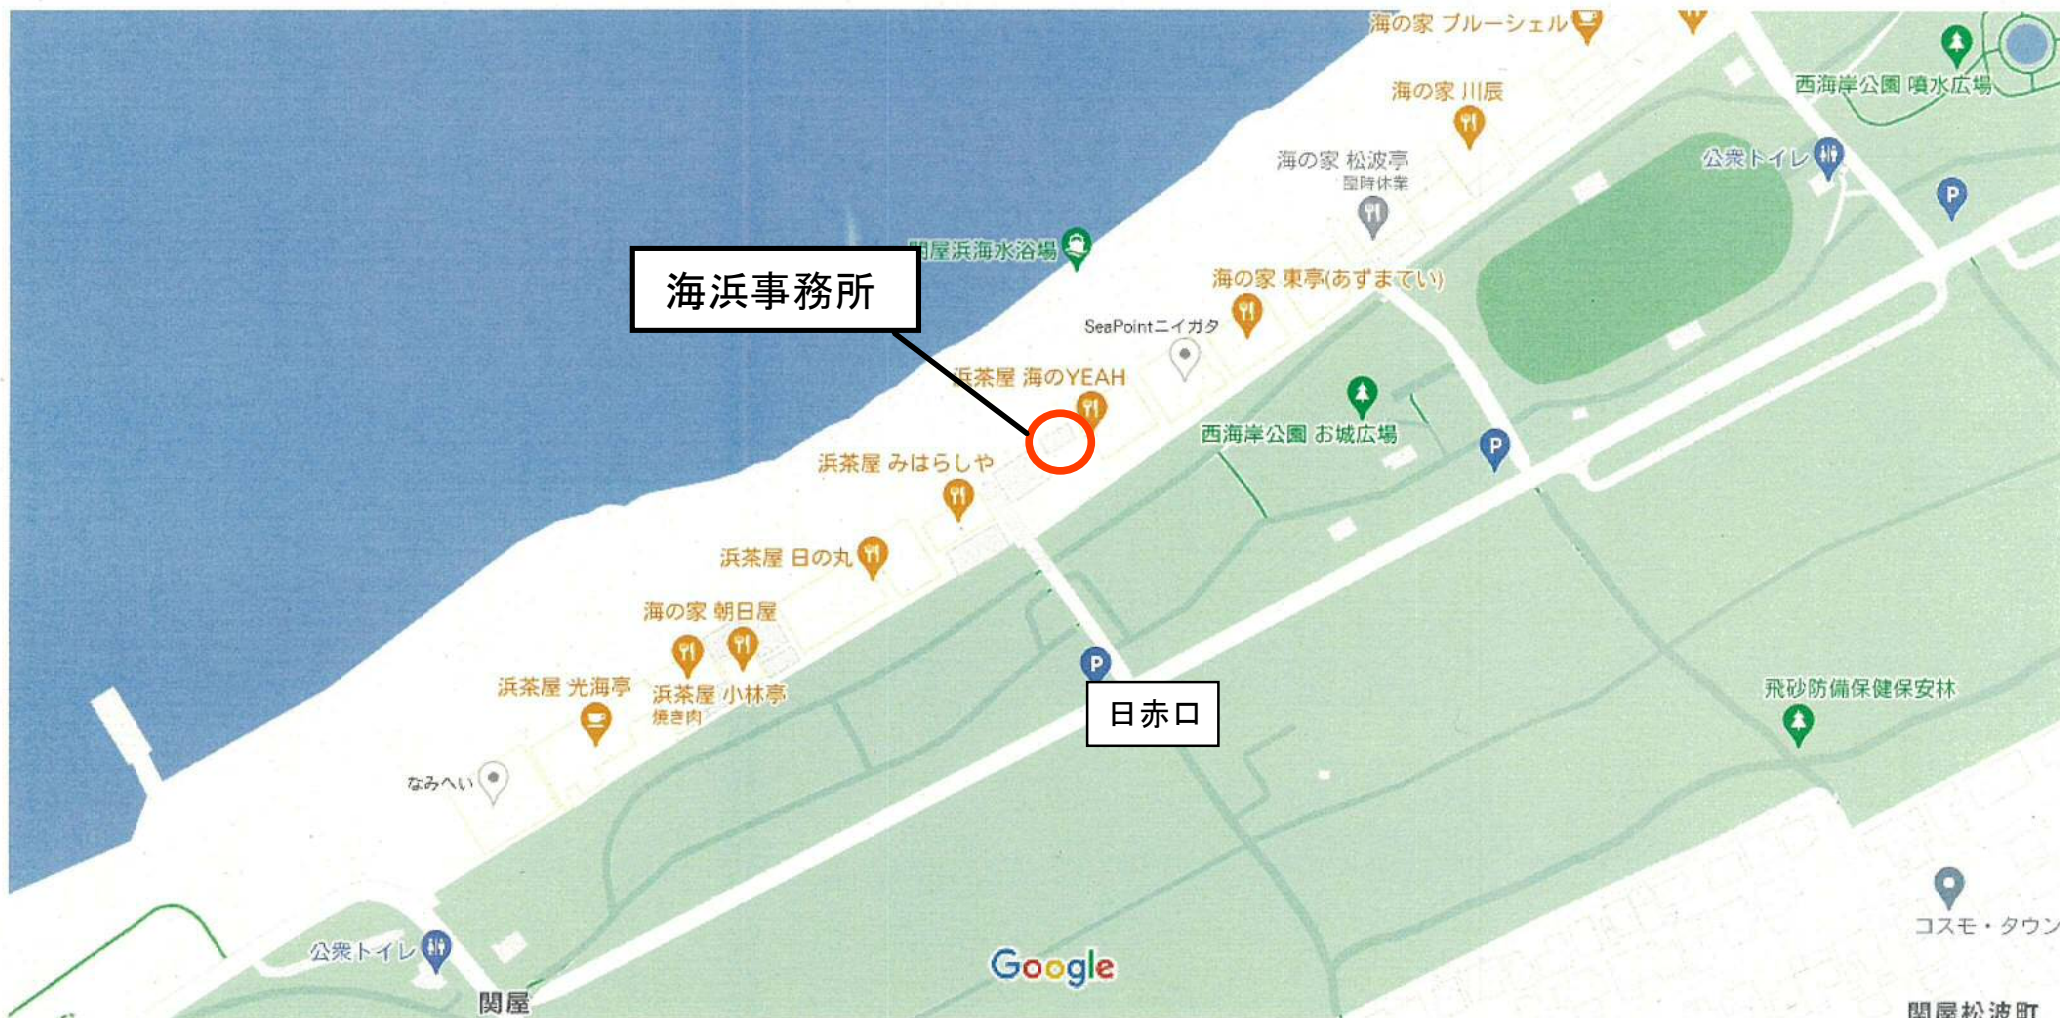 海の家 ブルーシェル
西海岸公園 噴水広場
海の家 川辰
公衆トイレ
海の家 松波亭
臨時休業
P
関屋浜海水浴場
海浜事務所
海の家 東亭(あずまてい)
SeaPointニイガタ
浜茶屋 海のYEAH
西海岸公園 お城広場
P
浜茶屋 みはらしや
浜茶屋 日の丸
海の家 朝日屋
P
浜茶屋 光海亭
浜茶屋 小林亭
焼き肉
日赤口
飛砂防備保健保安林
なみへい
コスモ・タウン
公衆トイレ
Google
関屋
関屋松波町